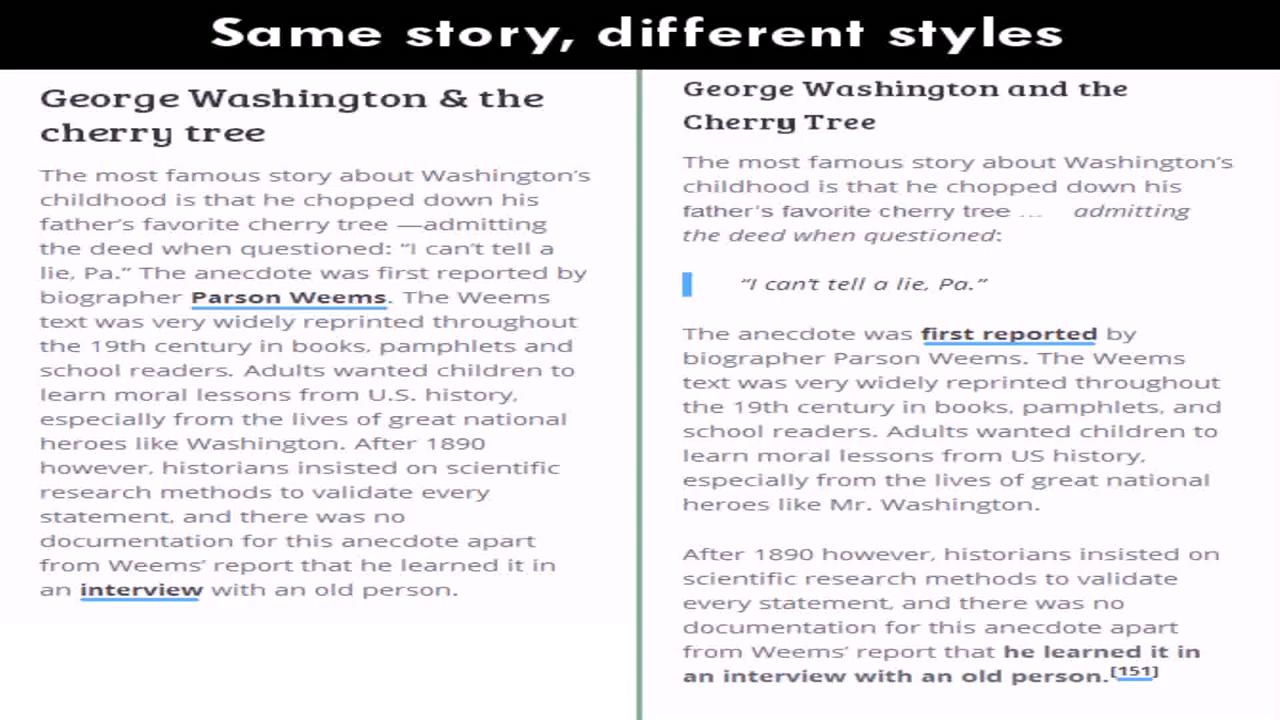 Same story, different styles
George Washington & the
cherry tree
The most famous story about Washington’s
childhood is that he chopped down his
father’s favorite cherry tree —admitting
the deed when questioned: “I can’t tell a
lie, Pa.” The anecdote was first reported by
biographer Parson Weems. The Weems
text was very widely reprinted throughout
the 19th century in books, pamphlets and
school readers. Adults wanted children to
learn moral lessons from U.S. history,
especially from the lives of great national
heroes like Washington. After 1890
however, historians insisted on scientific
research methods to validate every
statement, and there was no
documentation for this anecdote apart
from Weems’ report that he learned it in
an interview with an old person.
George Washington and the
Cherry Tree
The most famous story about Washington’s
childhood is that he chopped down his
father’s favorite cherry tree … admitting
the deed when questioned:
“I can’t tell a lie, Pa.”
The anecdote was first reported by
biographer Parson Weems. The Weems
text was very widely reprinted throughout
the 19th century in books, pamphlets, and
school readers. Adults wanted children to
learn moral lessons from US history,
especially from the lives of great national
heroes like Mr. Washington.
After 1890 however, historians insisted on
scientific research methods to validate
every statement, and there was no
documentation for this anecdote apart
from Weems’ report that he learned it in
an interview with an old person.[151]